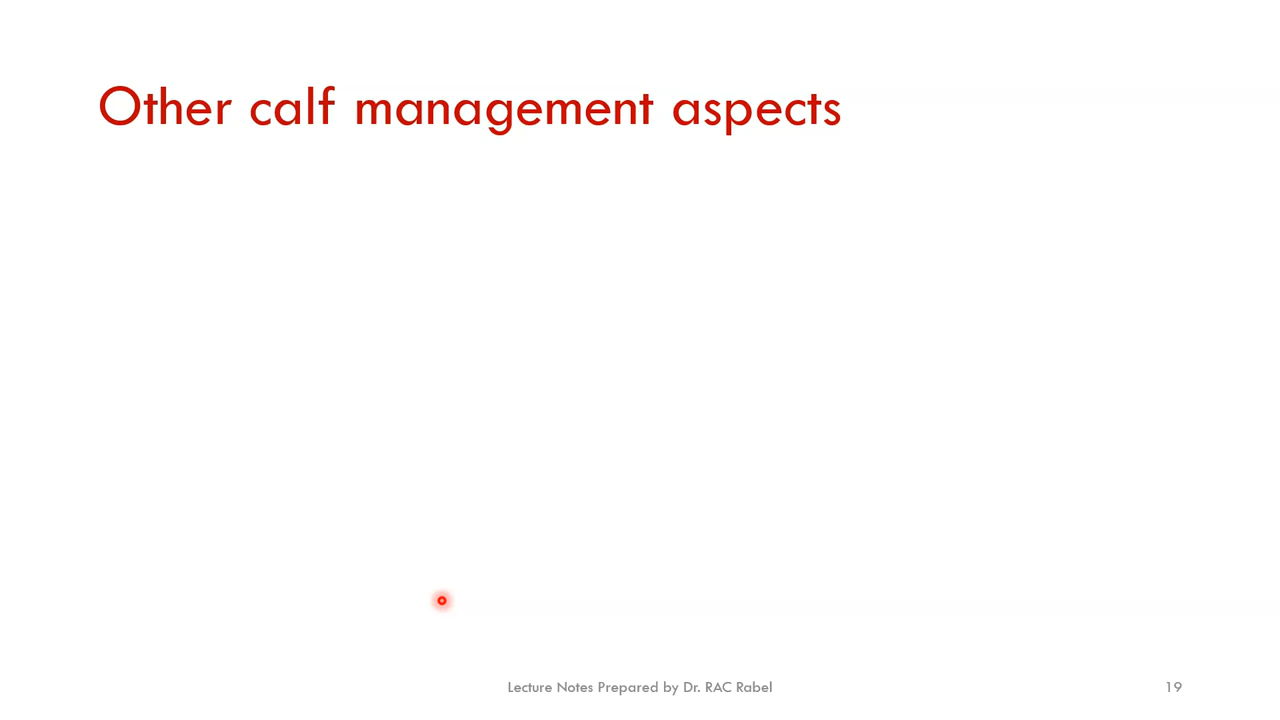 Other calf management aspects
Lecture Notes Prepared by Dr. RAC Rabel
19